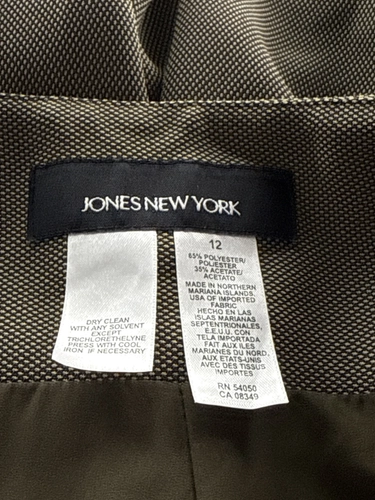 JONES NEW YORK
DRY CLEAN
WITH ANY SOLVENT
EXCEPT
TRICHLORETHELYNE
PRESS WITH COOL
IRON IF NECESSARY
12
65% POLYESTER/
POLIESTER
35% ACETATE/
ACETATO
MADE IN NORTHERN
MARIANA ISLANDS,
USA OF IMPORTED
FABRIC
HECHO EN LAS
ISLAS MARIANAS
SEPTENTRIONALES,
E.E.U.U. CON
TELA IMPORTADA
FAIT AUX ILES
MARIANES DU NORD,
AUX ETATS-UNIS
AVEC DES TISSUS
IMPORTES
RN 54050
CA 08349